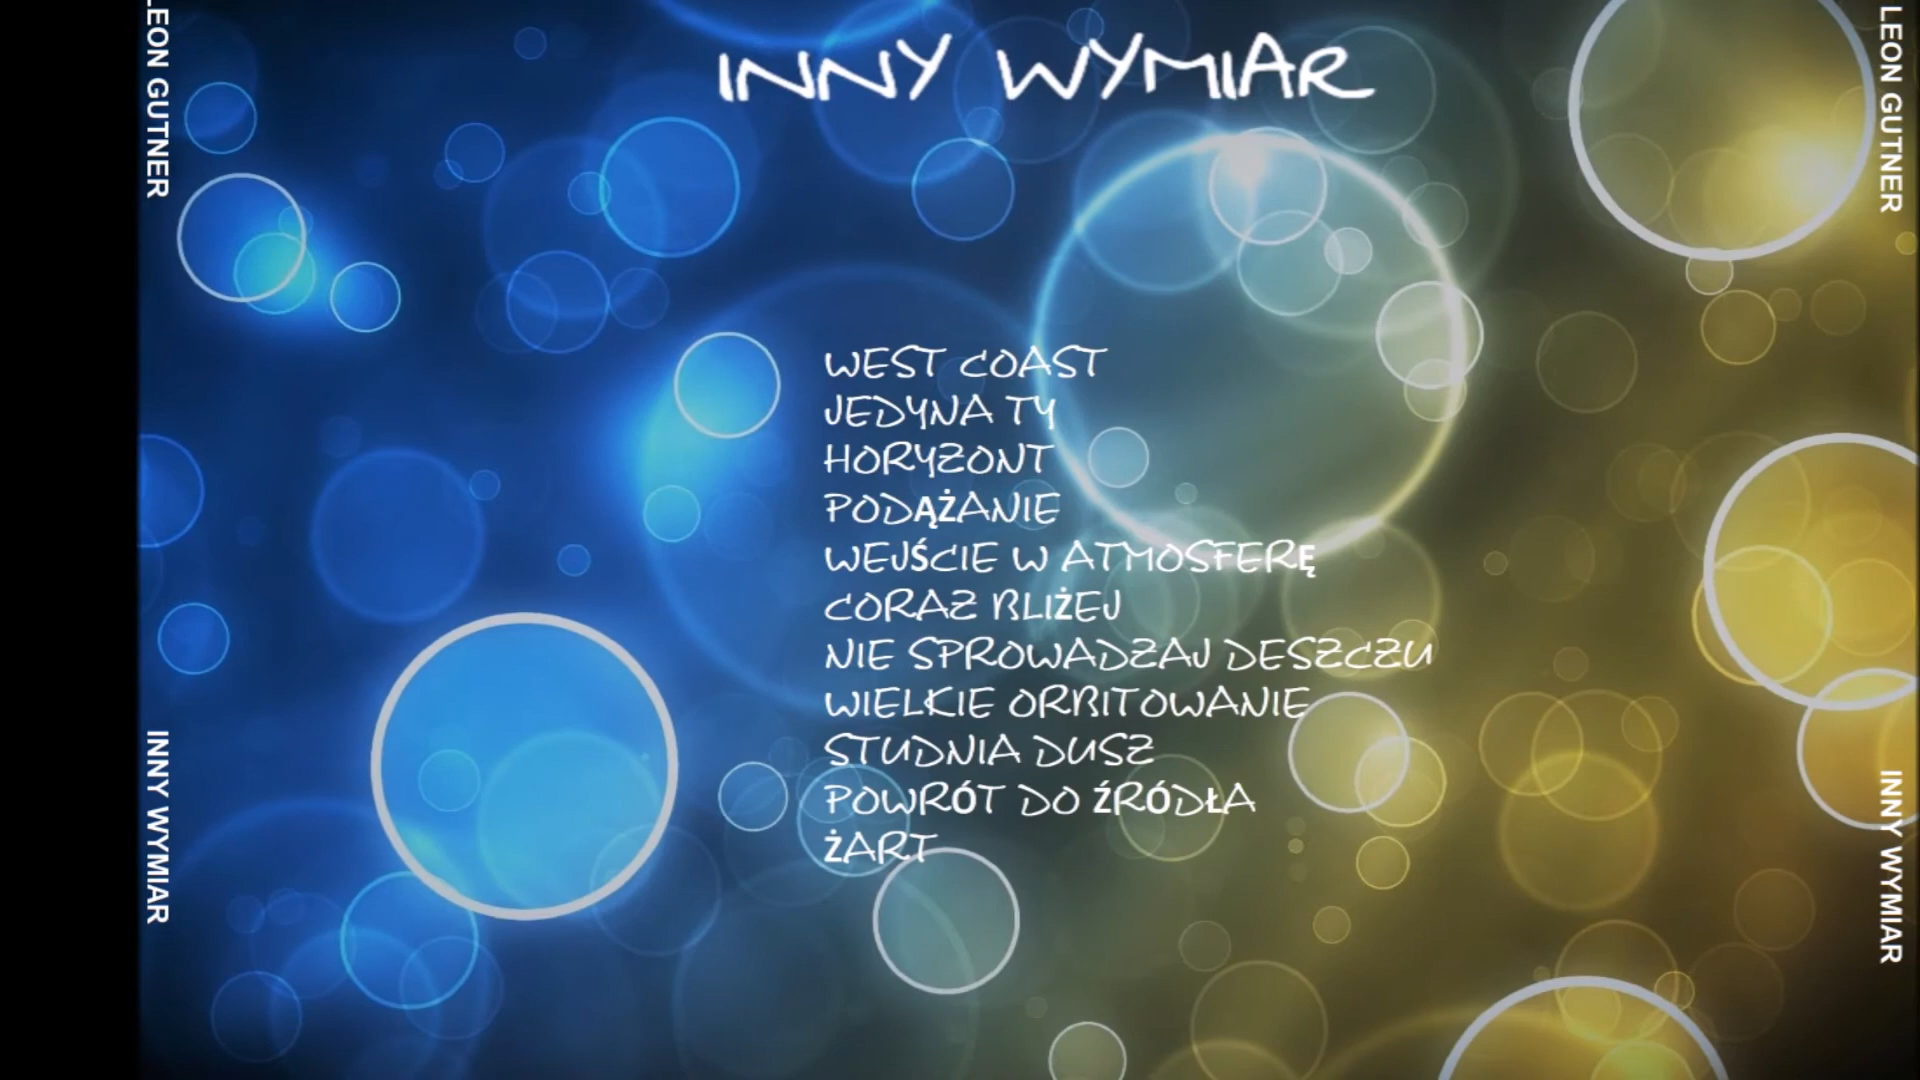 INNY WYMIAR
LEON GUTNER
INNY WYMIAR
WEST COAST
JEDYNA TY
HORYZONT
PODĄŻANIE
WEJŚCIE W ATMOSFERĘ
CORAZ BLIŻEJ
NIE SPROWADZAJ DESZCZU
WIELKIE ORBITOWANIE
STUDNIA DUSZ
POWRÓT DO ŹRÓDŁA
ŻART
LEON GUTNER
INNY WYMIAR